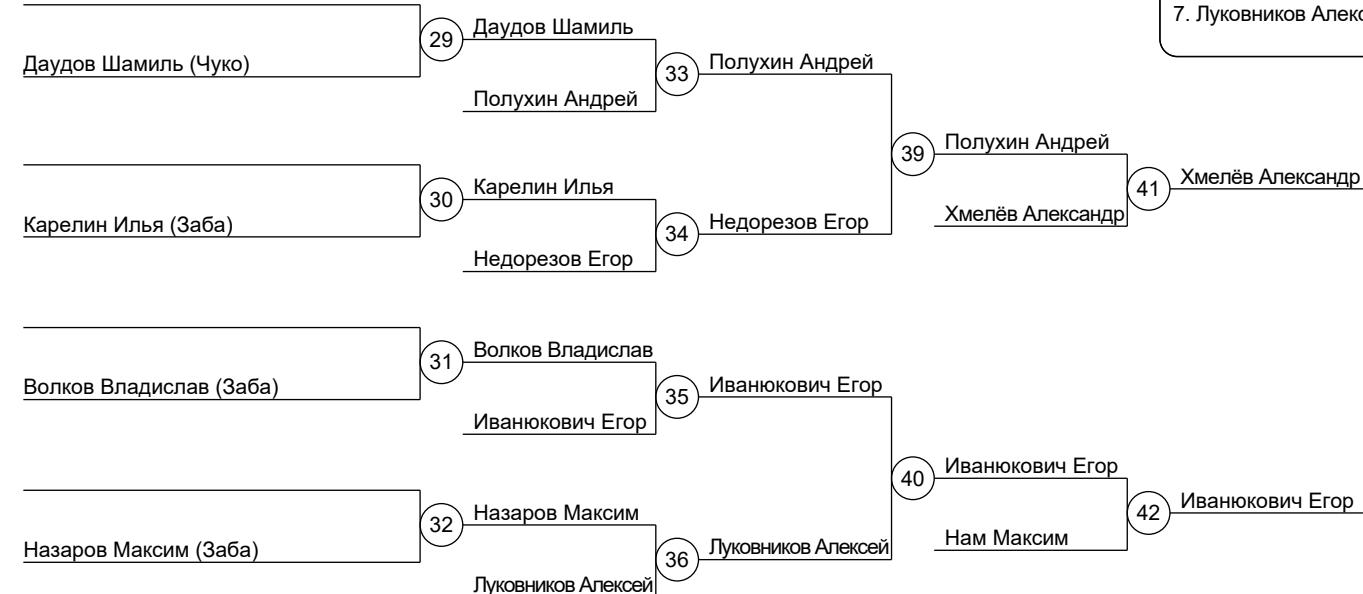 7. Луковников Алекс
29
Даудов Шамиль
Даудов Шамиль (Чуко)
33
Полухин Андрей
Полухин Андрей
39
Полухин Андрей
41
Хмелёв Александр
Хмелёв Александр
30
Карелин Илья
Карелин Илья (Заба)
34
Недорезов Егор
Недорезов Егор
31
Волков Владислав
Волков Владислав (Заба)
35
Иванюкович Егор
Иванюкович Егор
40
Иванюкович Егор
42
Иванюкович Егор
Нам Максим
32
Назаров Максим
Назаров Максим (Заба)
36
Луковников Алексей
Луковников Алексей